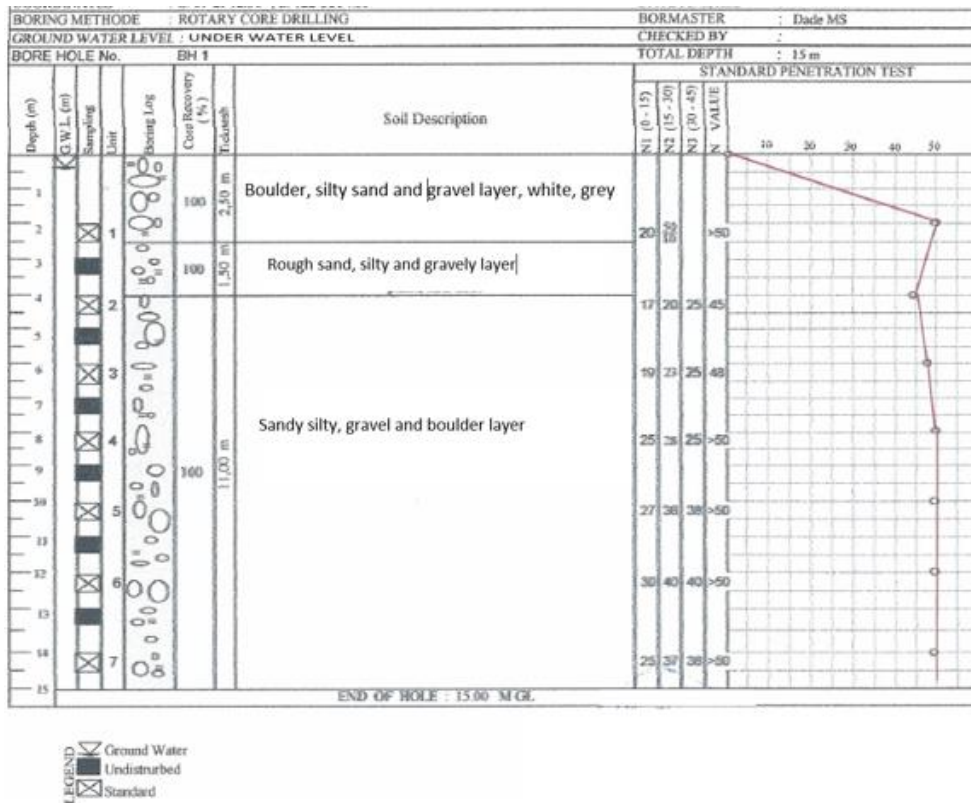 BORING METHODE : ROTARY CORE DRILLING
BORMASTER : Dade MS
GROUND WATER LEVEL : UNDER WATER LEVEL
CHECKED BY :
BORE HOLE No. BH 1
TOTAL DEPTH : 15 m
STANDARD PENETRATION TEST
Depth (m)
G.W.L. (m)
Sampling
Unit
Boring Log
Core Recovery (%)
Soil Description
N1 (0 - 15)
N2 (15 - 30)
N3 (30 - 45)
N VALUE
10 20 30 40 50
1 100 2,50 m Boulder, silty sand and gravel layer, white, grey
2 1 20 >50
3 100 1,50 m Rough sand, silty and gravely layer
4 2 17 20 25 45
5
6 3 19 23 25 48
7
8 4 25 28 25 >50
Sandy silty, gravel and boulder layer
9 100 11,00 m
10 5 27 38 38 >50
11
12 6 30 40 40 >50
13
14 7 25 37 38 >50
15
END OF HOLE : 15.00 M GL
LEGEND
Ground Water
Undistrurbed
Standard